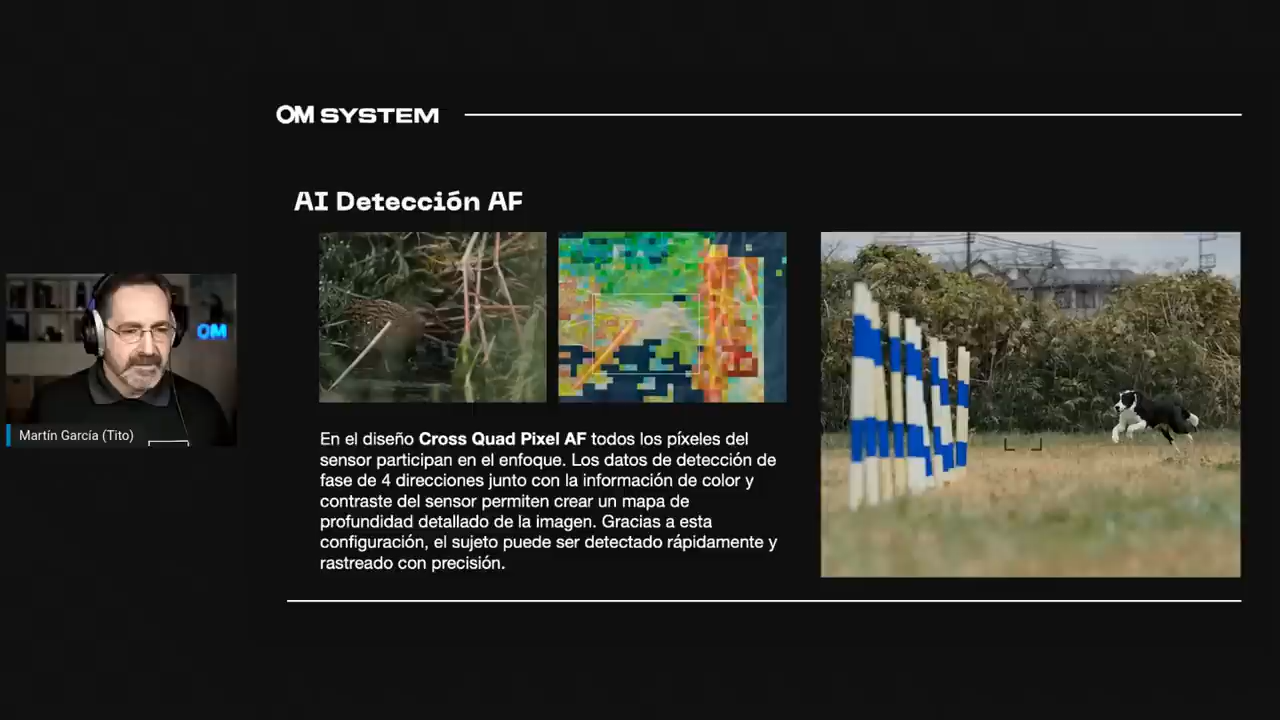 OM SYSTEM
AI Detección AF
OM
Martín García (Tito)
En el diseño Cross Quad Pixel AF todos los píxeles del
sensor participan en el enfoque. Los datos de detección de
fase de 4 direcciones junto con la información de color y
contraste del sensor permiten crear un mapa de
profundidad detallado de la imagen. Gracias a esta
configuración, el sujeto puede ser detectado rápidamente y
rastreado con precisión.